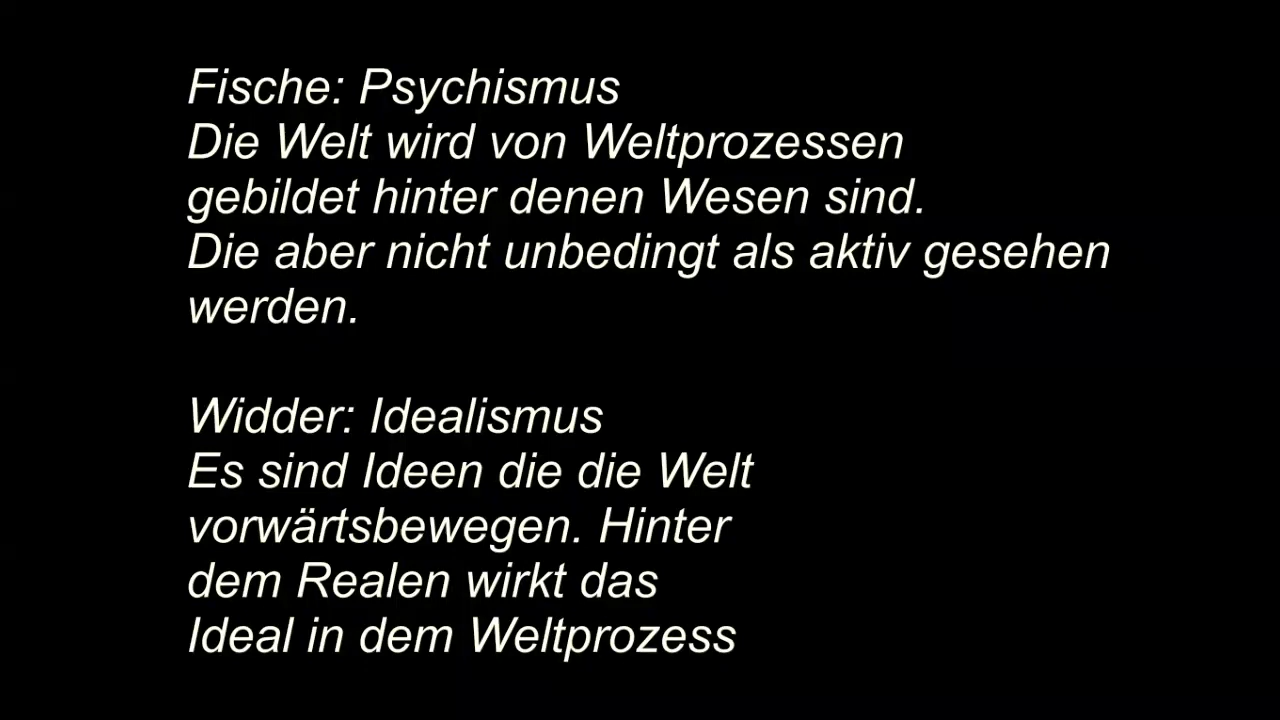 Fische: Psychismus
Die Welt wird von Weltprozessen
gebildet hinter denen Wesen sind.
Die aber nicht unbedingt als aktiv gesehen
werden.
Widder: Idealismus
Es sind Ideen die die Welt
vorwärtsbewegen. Hinter
dem Realen wirkt das
Ideal in dem Weltprozess